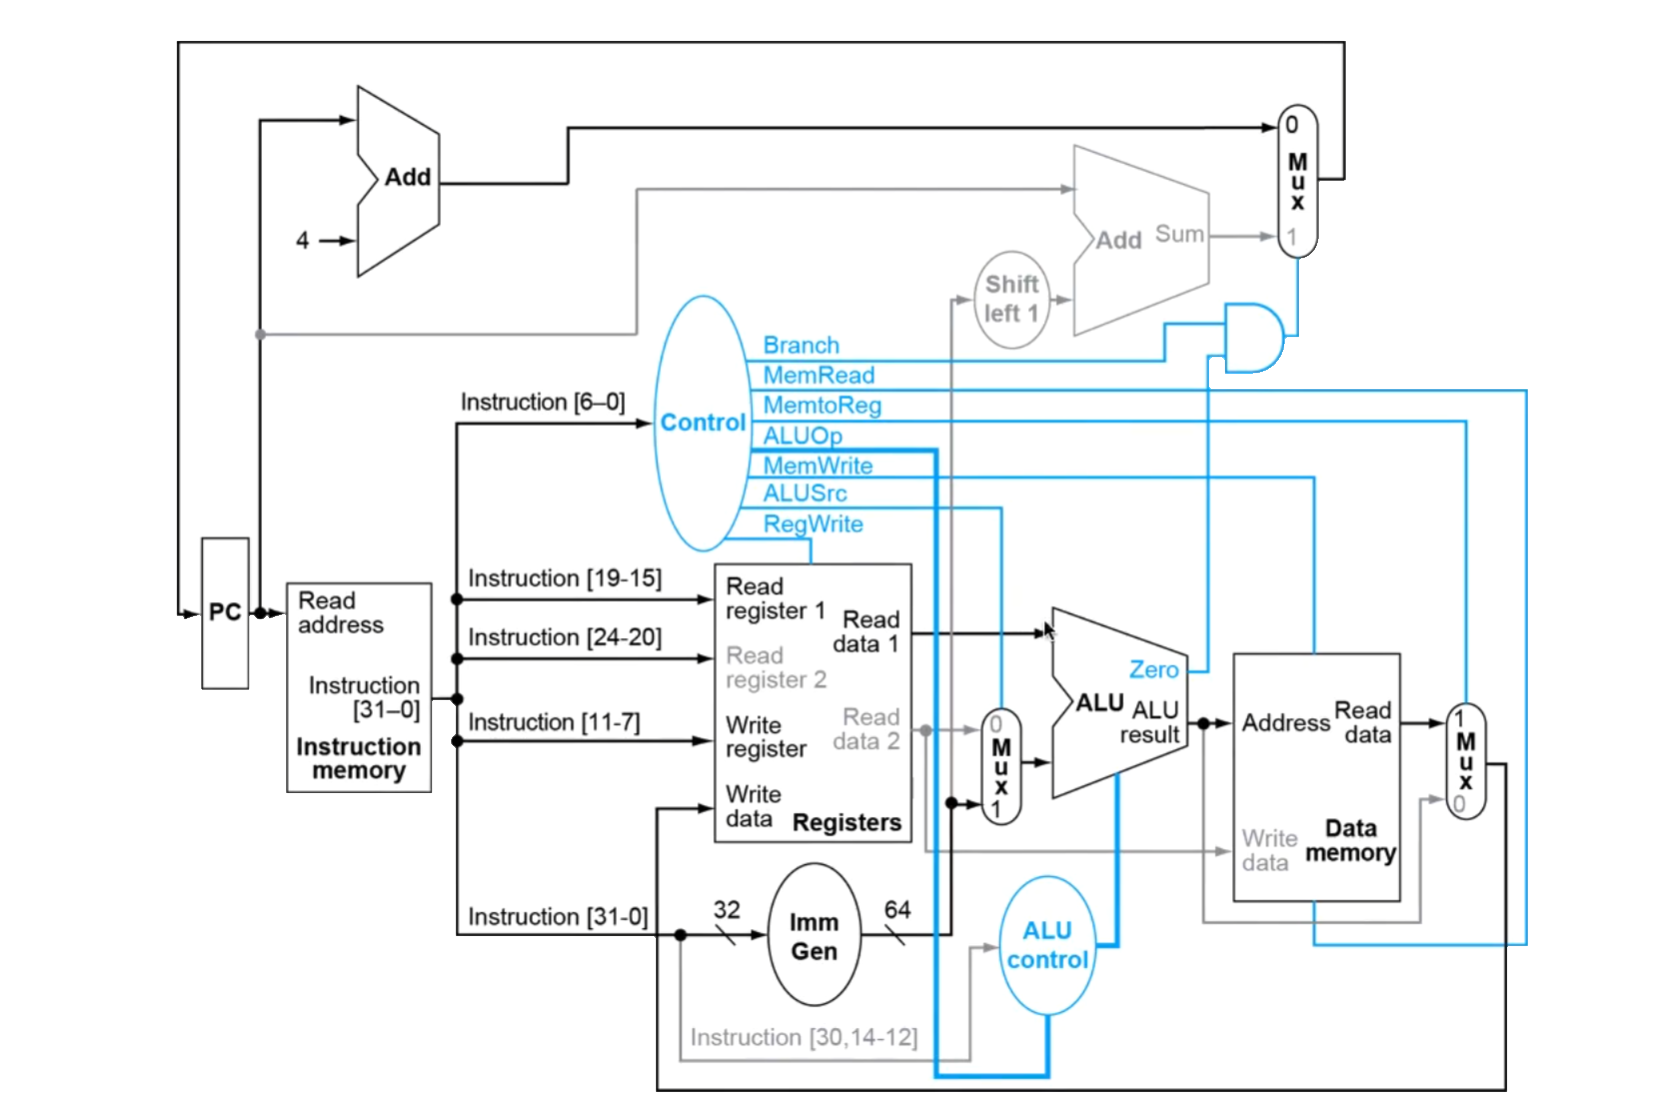 0
M
u
x
1
Add
4
Add Sum
Shift
left 1
Branch
MemRead
MemtoReg
ALUOp
MemWrite
ALUSrc
RegWrite
Control
Instruction [6–0]
PC
Read
address
Instruction
[31–0]
Instruction
memory
Instruction [19-15]
Instruction [24-20]
Instruction [11-7]
Instruction [31-0]
Read
register 1
Read
register 2
Write
register
Write
data
Read
data 1
Read
data 2
Registers
0
M
u
x
1
Zero
ALU
ALU
result
Address
Read
data
Write
data
Data
memory
1
M
u
x
0
32
Imm
Gen
64
ALU
control
Instruction [30,14-12]